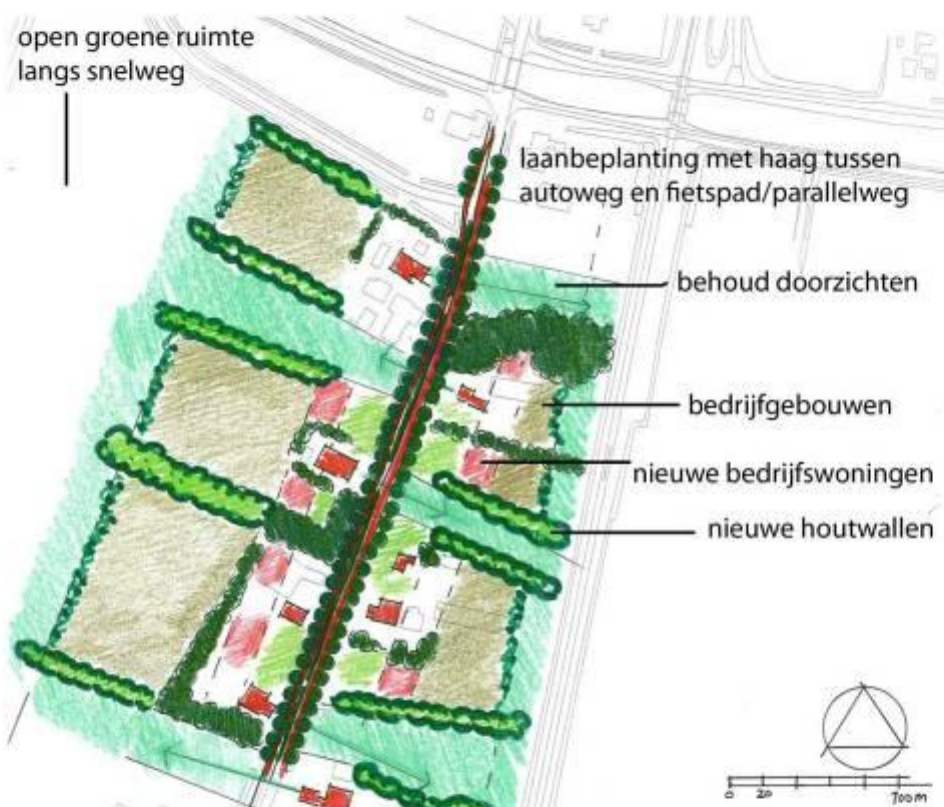 open groene ruimte
langs snelweg
laanbeplanting met haag tussen
autoweg en fietspad/parallelweg
behoud doorzichten
bedrijfgebouwen
nieuwe bedrijfswoningen
nieuwe houtwallen
0 20 100m